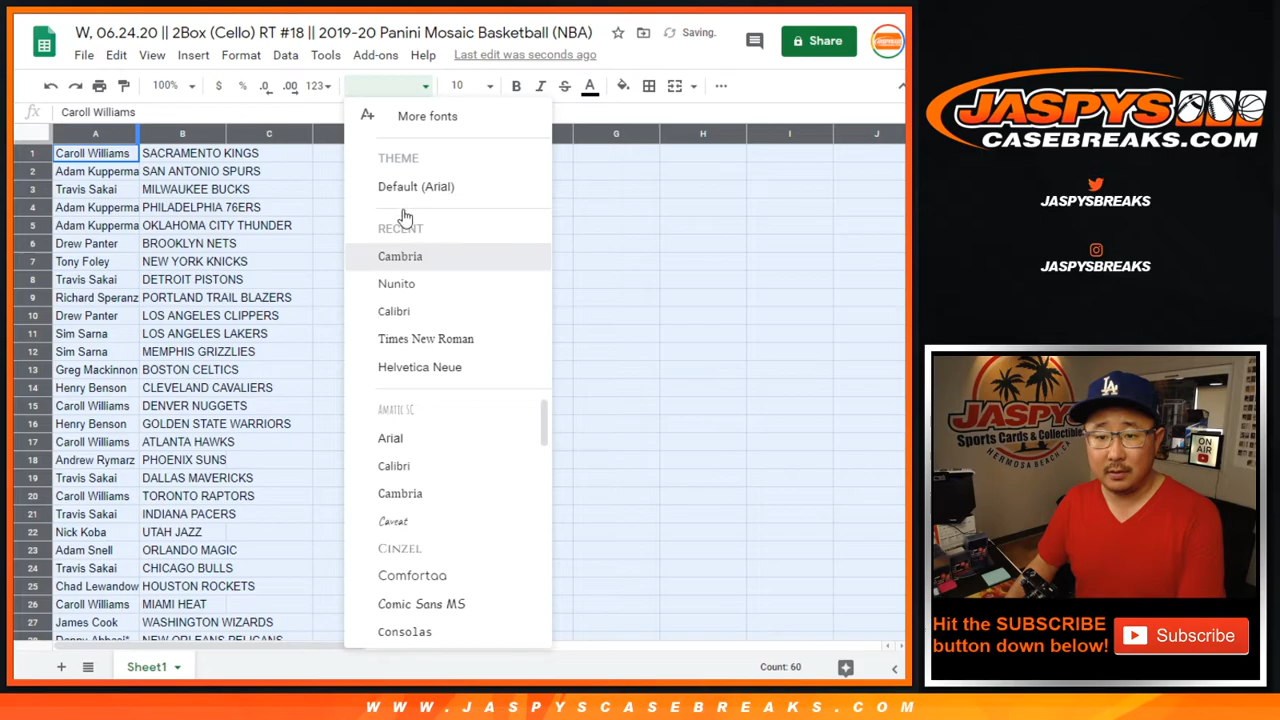 W, 06.24.20 || 2Box (Cello) RT #18 || 2019-20 Panini Mosaic Basketball (NBA) Saving.
File Edit View Insert Format Data Tools Add-ons Help Last edit was seconds ago
Share
100% $ % .0 .00 123 10 B I S A
fx Caroll Williams
A B C G H I J
1 Caroll Williams SACRAMENTO KINGS
2 Adam Kupperma SAN ANTONIO SPURS
3 Travis Sakai MILWAUKEE BUCKS
4 Adam Kupperma PHILADELPHIA 76ERS
5 Adam Kupperma OKLAHOMA CITY THUNDER
6 Drew Panter BROOKLYN NETS
7 Tony Foley NEW YORK KNICKS
8 Travis Sakai DETROIT PISTONS
9 Richard Speranz PORTLAND TRAIL BLAZERS
10 Drew Panter LOS ANGELES CLIPPERS
11 Sim Sarna LOS ANGELES LAKERS
12 Sim Sarna MEMPHIS GRIZZLIES
13 Greg Mackinnon BOSTON CELTICS
14 Henry Benson CLEVELAND CAVALIERS
15 Caroll Williams DENVER NUGGETS
16 Henry Benson GOLDEN STATE WARRIORS
17 Caroll Williams ATLANTA HAWKS
18 Andrew Rymarz PHOENIX SUNS
19 Travis Sakai DALLAS MAVERICKS
20 Caroll Williams TORONTO RAPTORS
21 Travis Sakai INDIANA PACERS
22 Nick Koba UTAH JAZZ
23 Adam Snell ORLANDO MAGIC
24 Travis Sakai CHICAGO BULLS
25 Chad Lewandow HOUSTON ROCKETS
26 Caroll Williams MIAMI HEAT
27 James Cook WASHINGTON WIZARDS
28 Danny Abbasi* NEW ORLEANS PELICANS
More fonts
THEME
Default (Arial)
RECENT
Cambria
Nunito
Calibri
Times New Roman
Helvetica Neue
AMATIC SC
Arial
Calibri
Cambria
Caveat
CINZEL
Comfortaa
Comic Sans MS
Consolas
Sheet1
Count: 60
JASPYS
CASEBREAKS.COM
JASPYSBREAKS
JASPYSBREAKS
JASPYS
Sports Cards & Collectible
HERMOSA BEACH
LA
ON
AIR
Hit the SUBSCRIBE
button down below!
Subscribe
WWW.JASPYSCASEBREAKS.COM